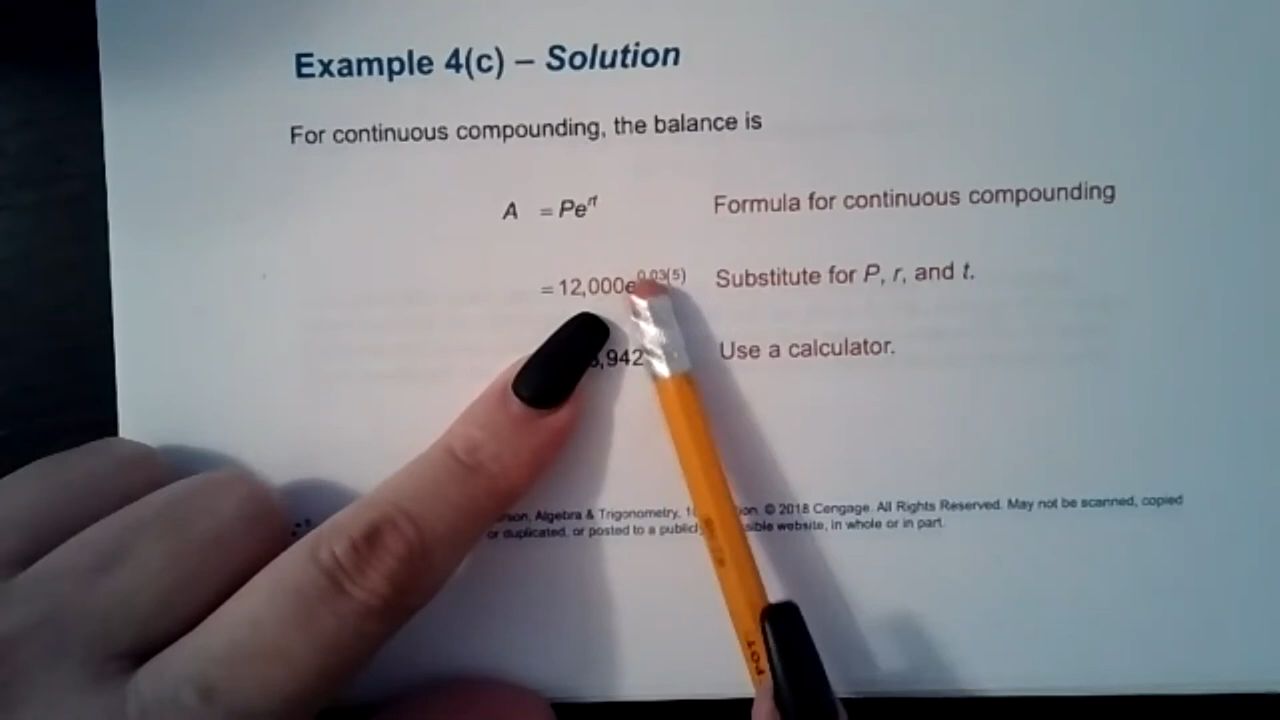 Example 4(c) – Solution
For continuous compounding, the balance is
A = Pe^rt Formula for continuous compounding
= 12,000e^0.03(5) Substitute for P, r, and t.
,942 Use a calculator.
Algebra & Trigonometry, © 2018 Cengage. All Rights Reserved. May not be scanned, copied
or duplicated, or posted to a website, in whole or in part.